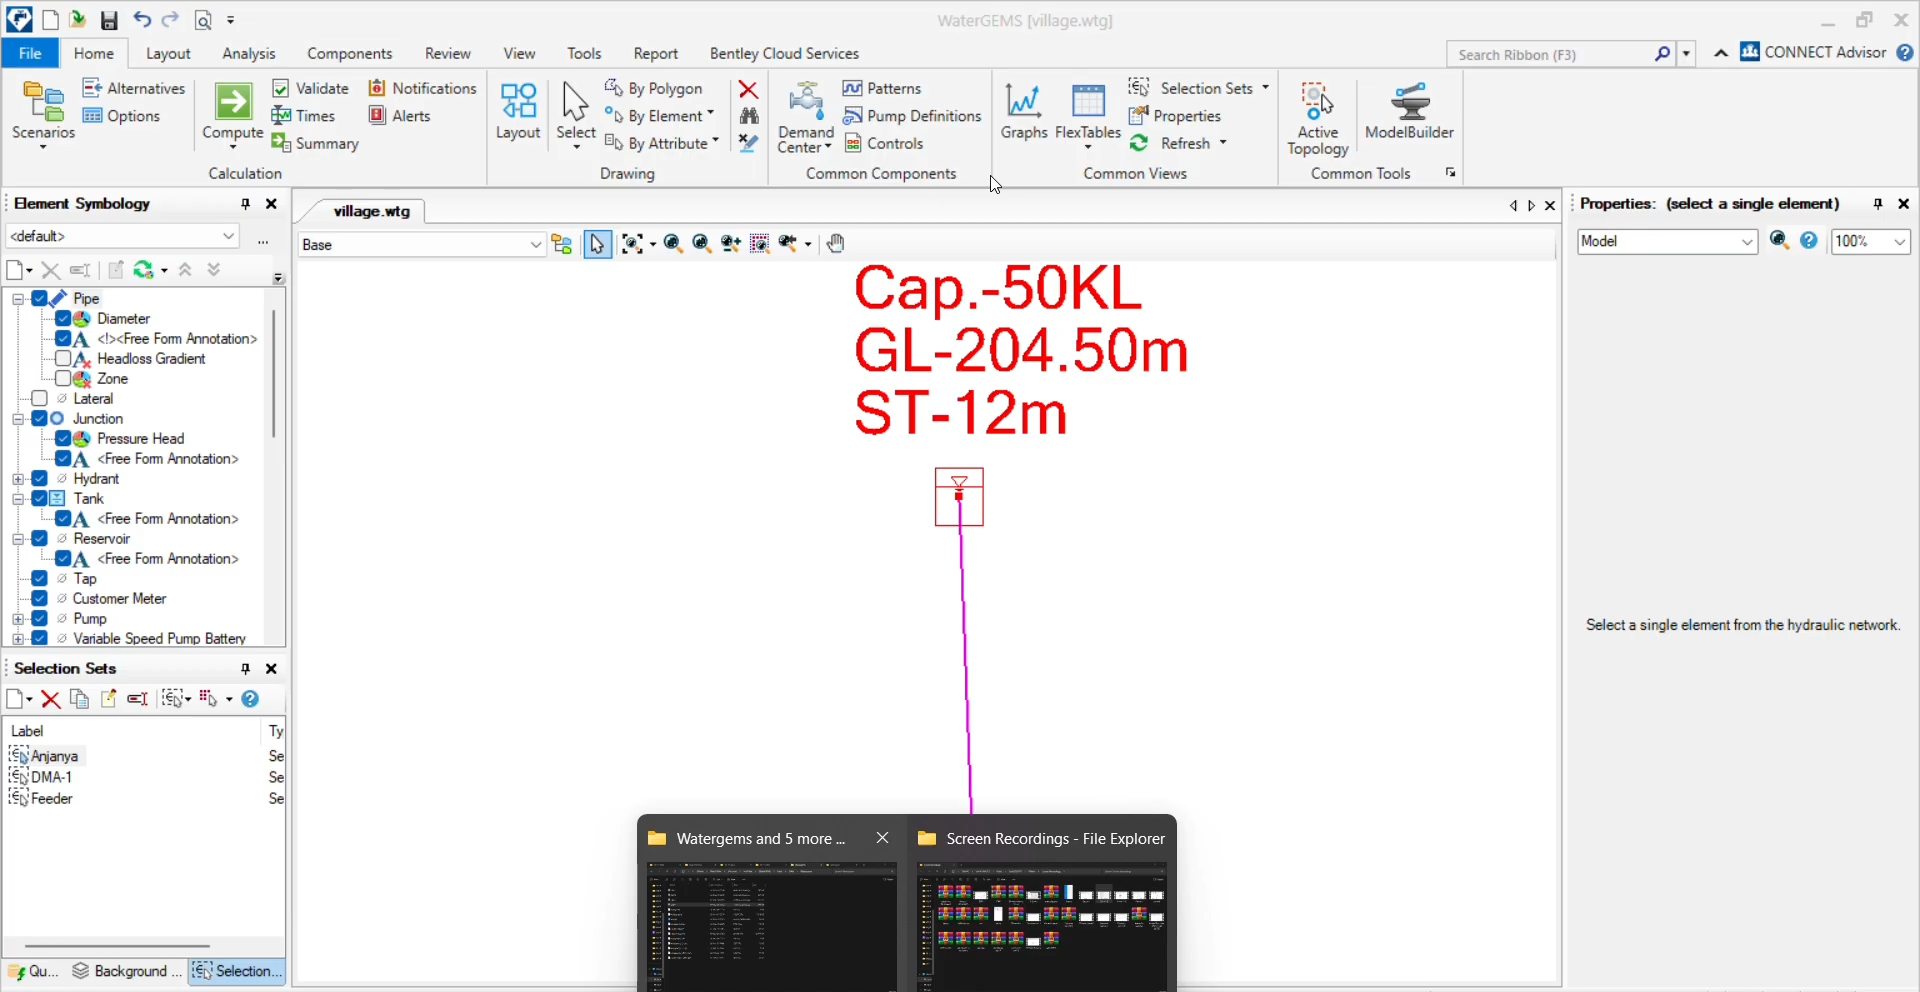 WaterGEMS [village.wtg]
File Home Layout Analysis Components Review View Tools Report Bentley Cloud Services
Search Ribbon (F3)
CONNECT Advisor
Scenarios
Alternatives
Options
Compute
Validate
Times
Summary
Notifications
Alerts
Calculation
Layout
Select
By Polygon
By Element
By Attribute
Drawing
Demand
Center
Patterns
Pump Definitions
Controls
Common Components
Graphs
FlexTables
Selection Sets
Properties
Refresh
Common Views
Active
Topology
ModelBuilder
Common Tools
Element Symbology
<default>
...
Pipe
Diameter
<!><Free Form Annotation>
Headloss Gradient
Zone
Lateral
Junction
Pressure Head
<Free Form Annotation>
Hydrant
Tank
<Free Form Annotation>
Reservoir
<Free Form Annotation>
Tap
Customer Meter
Pump
Variable Speed Pump Battery
Selection Sets
Label Ty
Anjanya Se
DMA-1 Se
Feeder Se
Qu... Background ... Selection...
village.wtg
Base
Cap.-50KL
GL-204.50m
ST-12m
Watergems and 5 more ...
Screen Recordings - File Explorer
Properties: (select a single element)
Model
100%
Select a single element from the hydraulic network.